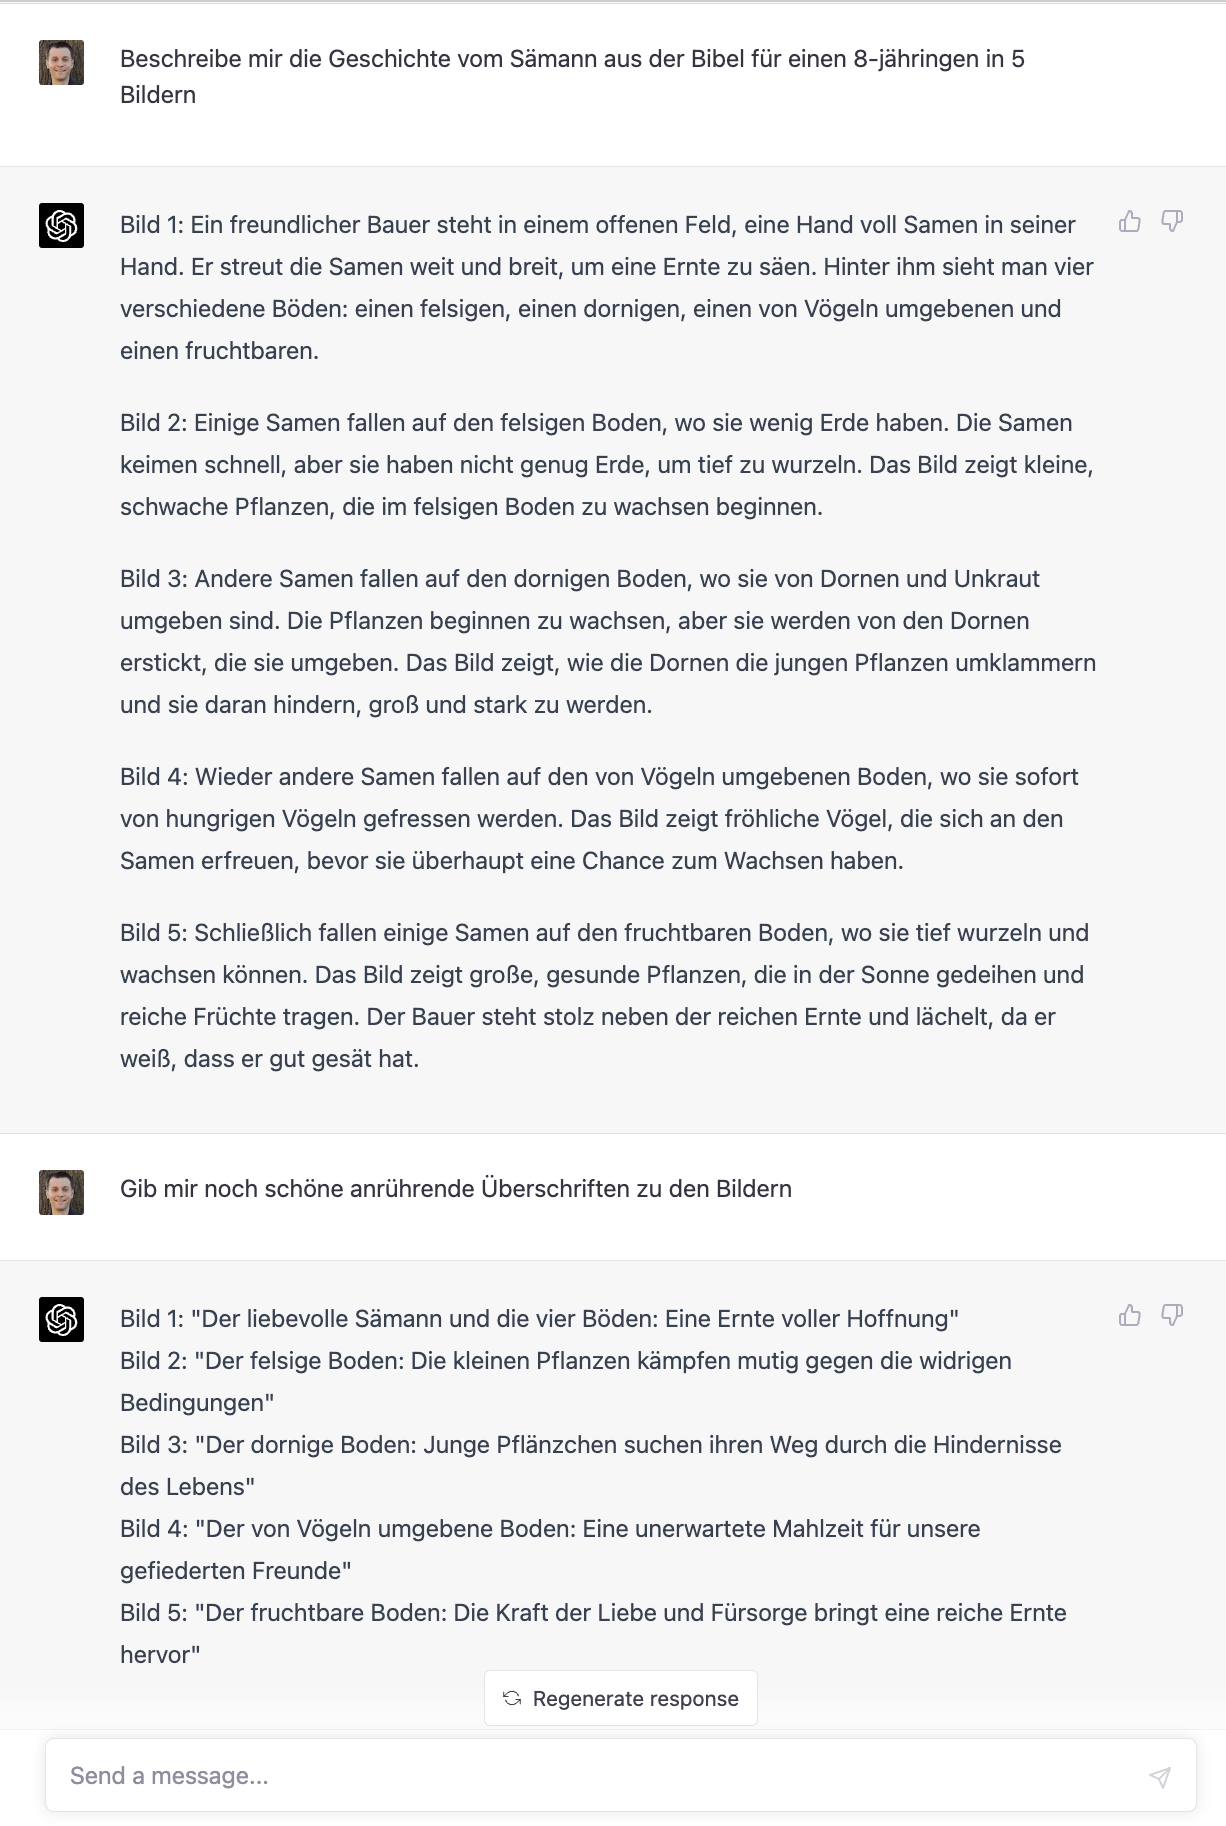 Beschreibe mir die Geschichte vom Sämann aus der Bibel für einen 8-jähringen in 5
Bildern
Bild 1: Ein freundlicher Bauer steht in einem offenen Feld, eine Hand voll Samen in seiner
Hand. Er streut die Samen weit und breit, um eine Ernte zu säen. Hinter ihm sieht man vier
verschiedene Böden: einen felsigen, einen dornigen, einen von Vögeln umgebenen und
einen fruchtbaren.
Bild 2: Einige Samen fallen auf den felsigen Boden, wo sie wenig Erde haben. Die Samen
keimen schnell, aber sie haben nicht genug Erde, um tief zu wurzeln. Das Bild zeigt kleine,
schwache Pflanzen, die im felsigen Boden zu wachsen beginnen.
Bild 3: Andere Samen fallen auf den dornigen Boden, wo sie von Dornen und Unkraut
umgeben sind. Die Pflanzen beginnen zu wachsen, aber sie werden von den Dornen
erstickt, die sie umgeben. Das Bild zeigt, wie die Dornen die jungen Pflanzen umklammern
und sie daran hindern, groß und stark zu werden.
Bild 4: Wieder andere Samen fallen auf den von Vögeln umgebenen Boden, wo sie sofort
von hungrigen Vögeln gefressen werden. Das Bild zeigt fröhliche Vögel, die sich an den
Samen erfreuen, bevor sie überhaupt eine Chance zum Wachsen haben.
Bild 5: Schließlich fallen einige Samen auf den fruchtbaren Boden, wo sie tief wurzeln und
wachsen können. Das Bild zeigt große, gesunde Pflanzen, die in der Sonne gedeihen und
reiche Früchte tragen. Der Bauer steht stolz neben der reichen Ernte und lächelt, da er
weiß, dass er gut gesät hat.
Gib mir noch schöne anrührende Überschriften zu den Bildern
Bild 1: "Der liebevolle Sämann und die vier Böden: Eine Ernte voller Hoffnung"
Bild 2: "Der felsige Boden: Die kleinen Pflanzen kämpfen mutig gegen die widrigen
Bedingungen"
Bild 3: "Der dornige Boden: Junge Pflänzchen suchen ihren Weg durch die Hindernisse
des Lebens"
Bild 4: "Der von Vögeln umgebene Boden: Eine unerwartete Mahlzeit für unsere
gefiederten Freunde"
Bild 5: "Der fruchtbare Boden: Die Kraft der Liebe und Fürsorge bringt eine reiche Ernte
hervor"
Regenerate response
Send a message...